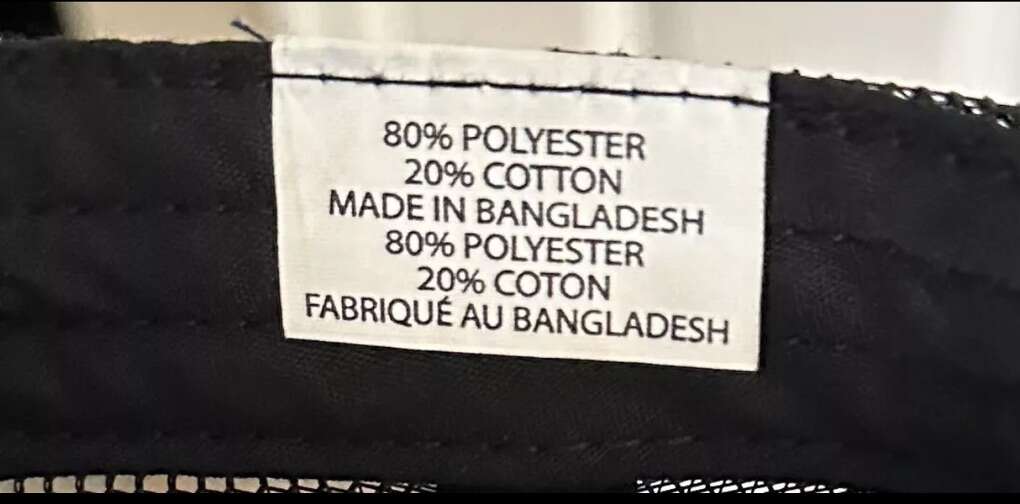 80% POLYESTER
20% COTTON
MADE IN BANGLADESH
80% POLYESTER
20% COTON
FABRIQUÉ AU BANGLADESH